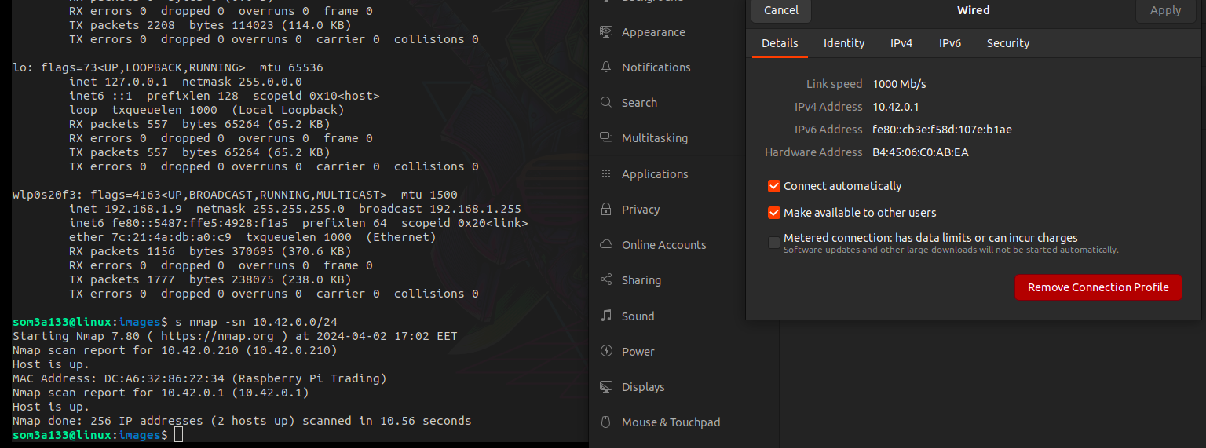 RX errors 0  dropped 0 overruns 0  frame 0
TX packets 2208  bytes 114023 (114.0 KB)
TX errors 0  dropped 0 overruns 0  carrier 0  collisions 0
lo: flags=73<UP,LOOPBACK,RUNNING>  mtu 65536
inet 127.0.0.1  netmask 255.0.0.0
inet6 ::1  prefixlen 128  scopeid 0x10<host>
loop  txqueuelen 1000  (Local Loopback)
RX packets 557  bytes 65264 (65.2 KB)
RX errors 0  dropped 0 overruns 0  frame 0
TX packets 557  bytes 65264 (65.2 KB)
TX errors 0  dropped 0 overruns 0  carrier 0  collisions 0
wlp0s20f3: flags=4163<UP,BROADCAST,RUNNING,MULTICAST>  mtu 1500
inet 192.168.1.9  netmask 255.255.255.0  broadcast 192.168.1.255
inet6 fe80::5487:ffe5:4928:f1a5  prefixlen 64  scopeid 0x20<link>
ether 7c:21:4a:db:a0:c9  txqueuelen 1000  (Ethernet)
RX packets 1156  bytes 370695 (370.6 KB)
RX errors 0  dropped 0 overruns 0  frame 0
TX packets 1777  bytes 238075 (238.0 KB)
TX errors 0  dropped 0 overruns 0  carrier 0  collisions 0
som3a133@linux:images$ s nmap -sn 10.42.0.0/24
Starting Nmap 7.80 ( https://nmap.org ) at 2024-04-02 17:02 EET
Nmap scan report for 10.42.0.210 (10.42.0.210)
Host is up.
MAC Address: DC:A6:32:86:22:34 (Raspberry Pi Trading)
Nmap scan report for 10.42.0.1 (10.42.0.1)
Host is up.
Nmap done: 256 IP addresses (2 hosts up) scanned in 10.56 seconds
som3a133@linux:images$
Appearance
Notifications
Search
Multitasking
Applications
Privacy
Online Accounts
Sharing
Sound
Power
Displays
Mouse & Touchpad
Cancel
Wired
Apply
Details
Identity
IPv4
IPv6
Security
Link speed 1000 Mb/s
IPv4 Address 10.42.0.1
IPv6 Address fe80::cb3e:f58d:107e:b1ae
Hardware Address B4:45:06:C0:AB:EA
Connect automatically
Make available to other users
Metered connection: has data limits or can incur charges
Software updates and other large downloads will not be started automatically.
Remove Connection Profile